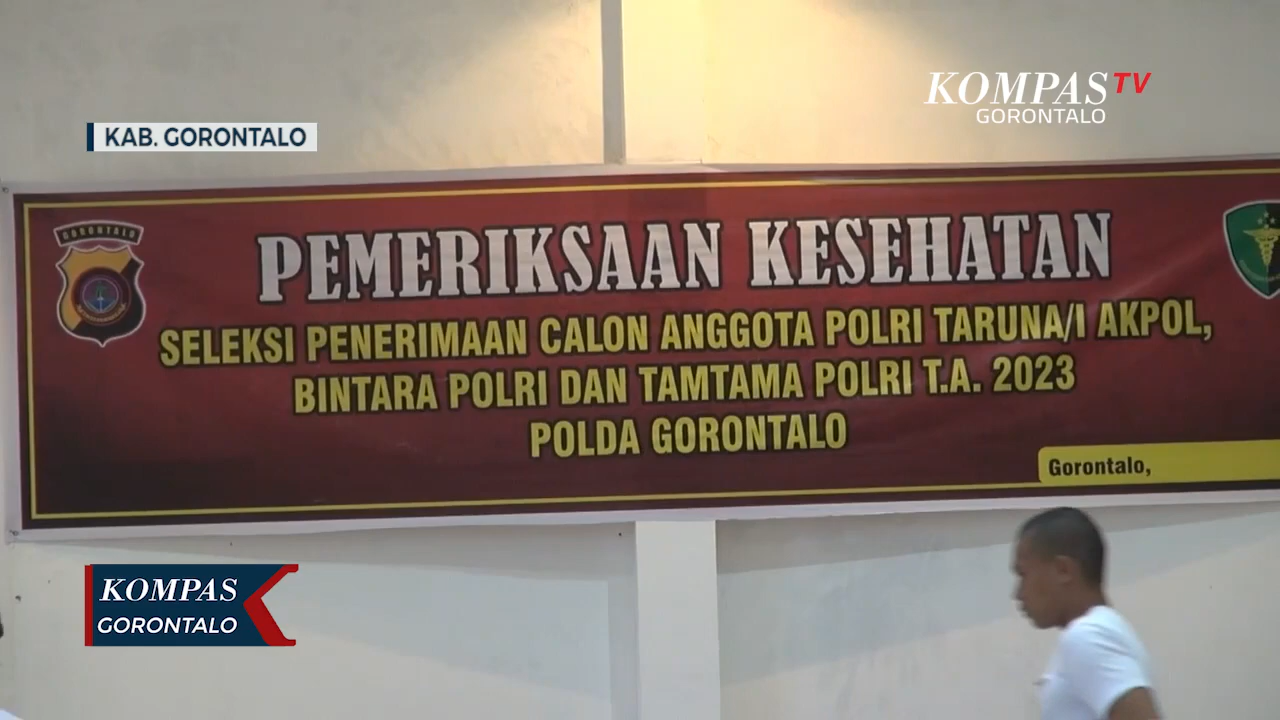 KOMPAS TV
GORONTALO
KAB. GORONTALO
GORONTALO
PEMERIKSAAN KESEHATAN
SELEKSI PENERIMAAN CALON ANGGOTA POLRI TARUNA/I AKPOL,
BINTARA POLRI DAN TAMTAMA POLRI T.A. 2023
POLDA GORONTALO
Gorontalo,
KOMPAS
GORONTALO